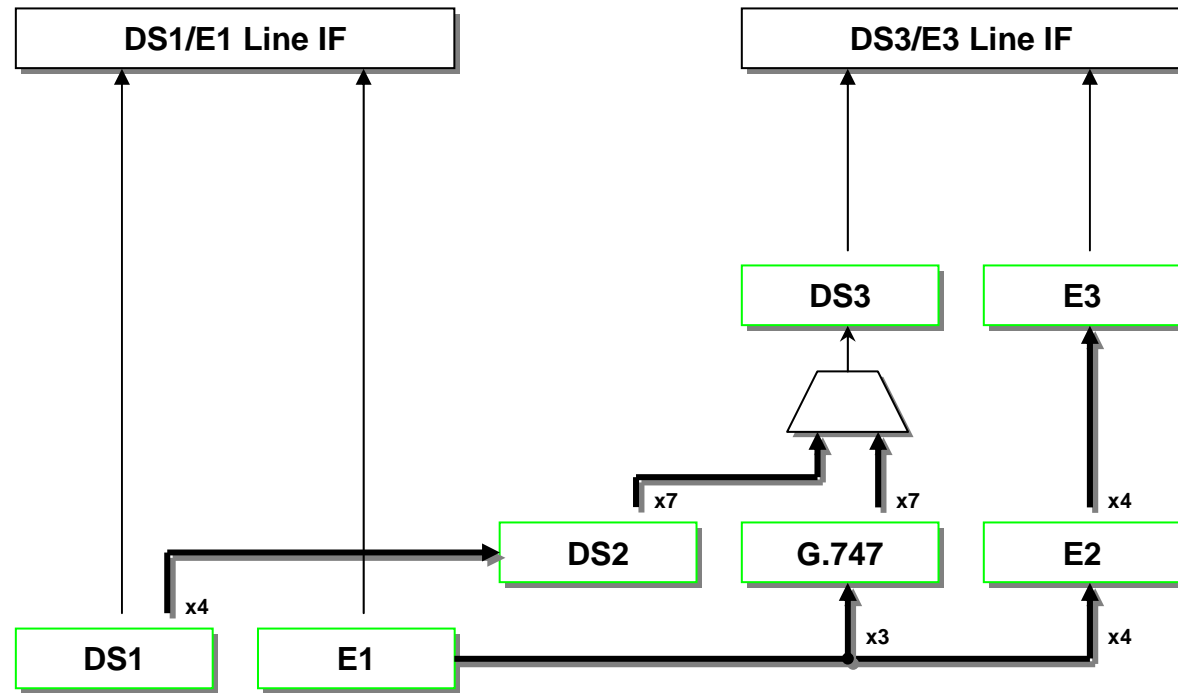 DS1/E1 Line IF
DS3/E3 Line IF
DS3
E3
x7
x7
x4
DS2
G.747
E2
x4
x3
x4
DS1
E1